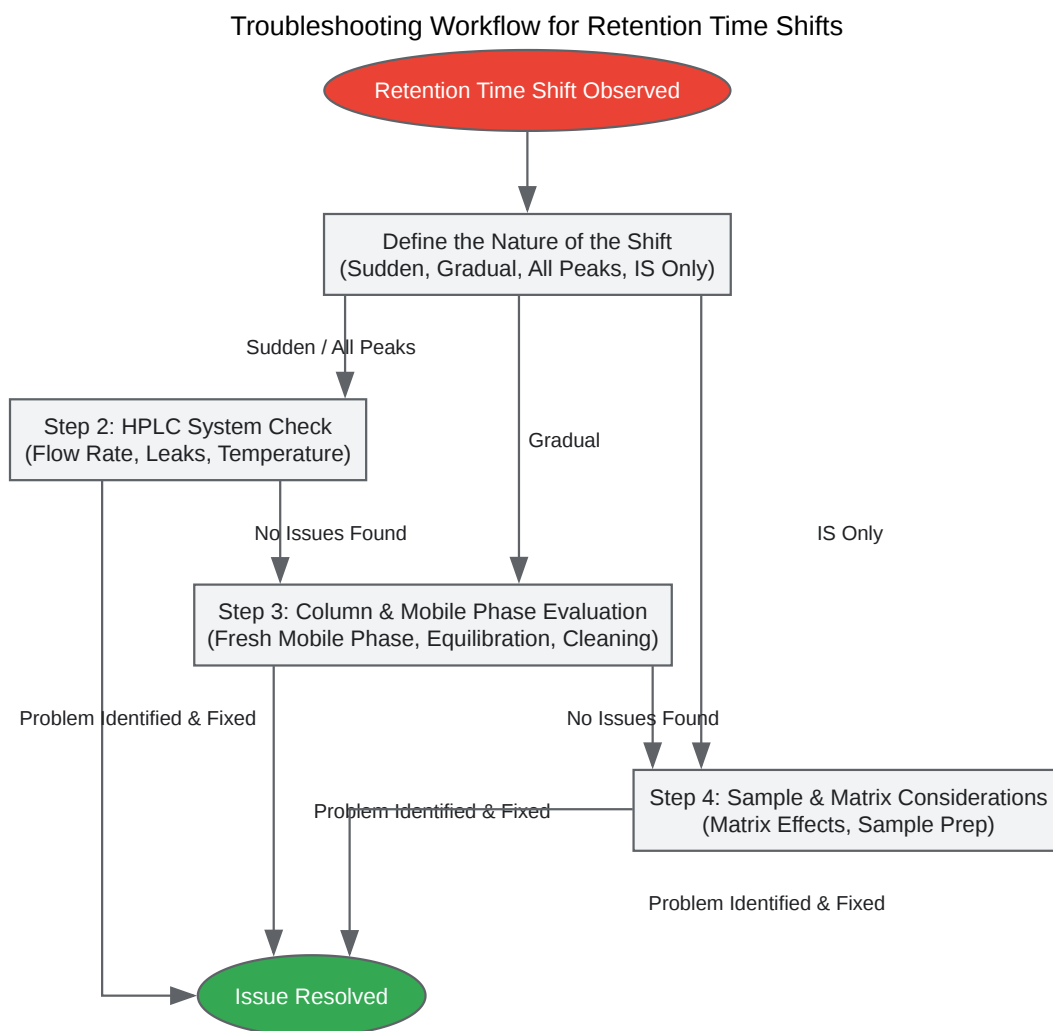 Troubleshooting Workflow for Retention Time Shifts
Retention Time Shift Observed
Define the Nature of the Shift
(Sudden, Gradual, All Peaks, IS Only)
Sudden / All Peaks
Step 2: HPLC System Check
(Flow Rate, Leaks, Temperature)
Gradual
No Issues Found
IS Only
Step 3: Column & Mobile Phase Evaluation
(Fresh Mobile Phase, Equilibration, Cleaning)
Problem Identified & Fixed
No Issues Found
Step 4: Sample & Matrix Considerations
(Matrix Effects, Sample Prep)
Problem Identified & Fixed
Problem Identified & Fixed
Issue Resolved